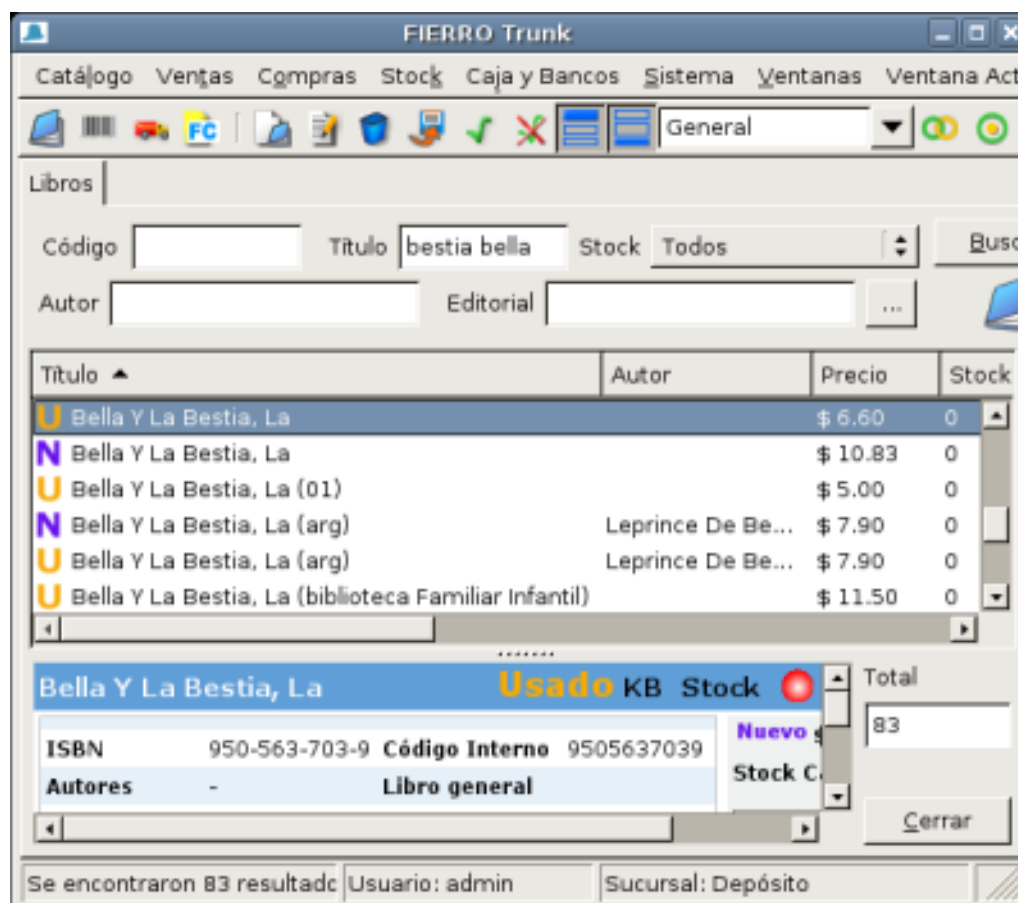 FIERRO Trunk
Catálogo Ventas Compras Stock Caja y Bancos Sistema Ventanas Ventana Act
FC General
Libros
Código Título bestia bella Stock Todos Busc
Autor Editorial ...
Título Autor Precio Stock
U Bella Y La Bestia, La $ 6.60 0
N Bella Y La Bestia, La $ 10.83 0
U Bella Y La Bestia, La (01) $ 5.00 0
N Bella Y La Bestia, La (arg) Leprince De Be... $ 7.90 0
U Bella Y La Bestia, La (arg) Leprince De Be... $ 7.90 0
U Bella Y La Bestia, La (biblioteca Familiar Infantil) $ 11.50 0
Bella Y La Bestia, La Usado KB Stock Total
83
Nuevo $
ISBN 950-563-703-9 Código Interno 9505637039
Stock C
Autores - Libro general
Cerrar
Se encontraron 83 resultado Usuario: admin Sucursal: Depósito